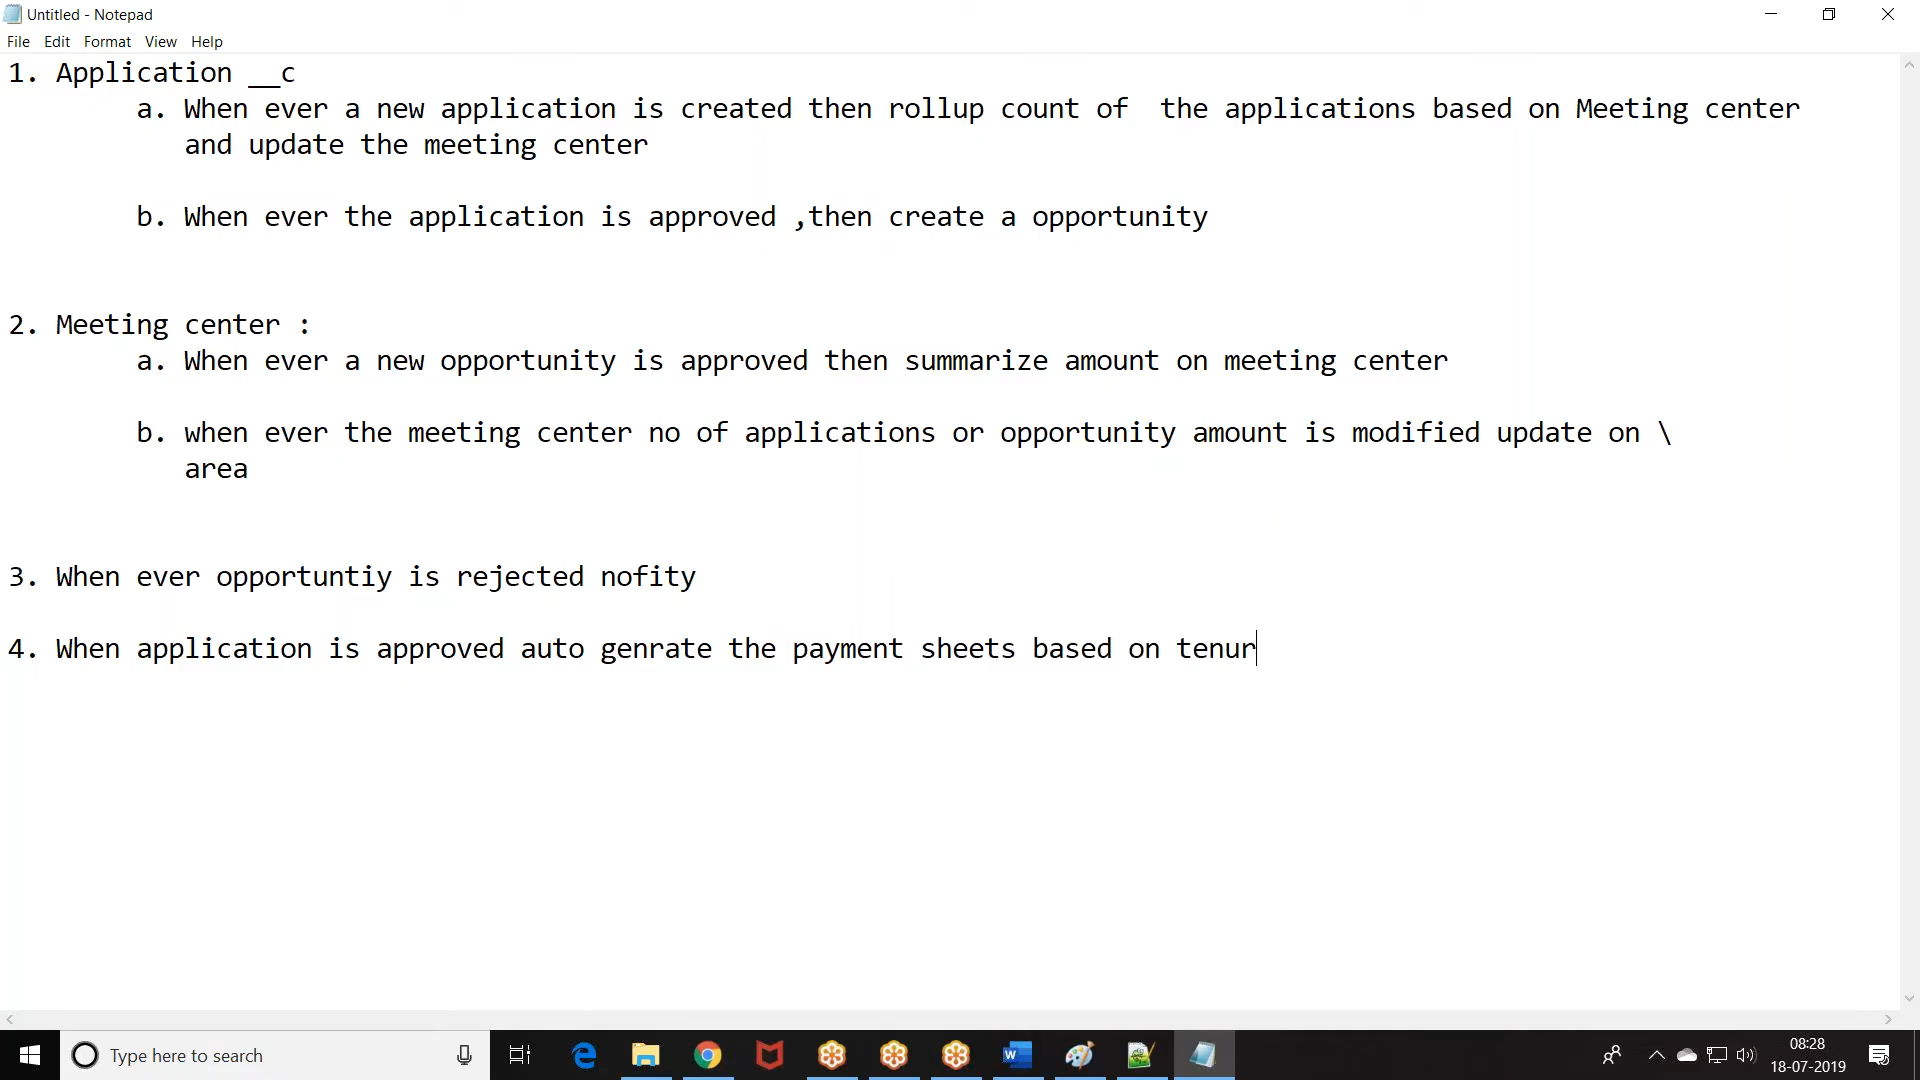 Untitled - Notepad
File Edit Format View Help
1. Application __c
a. When ever a new application is created then rollup count of  the applications based on Meeting center
and update the meeting center
b. When ever the application is approved ,then create a opportunity
2. Meeting center :
a. When ever a new opportunity is approved then summarize amount on meeting center
b. when ever the meeting center no of applications or opportunity amount is modified update on \
area
3. When ever opportuntiy is rejected nofity
4. When application is approved auto genrate the payment sheets based on tenur
Type here to search
08:28
18-07-2019